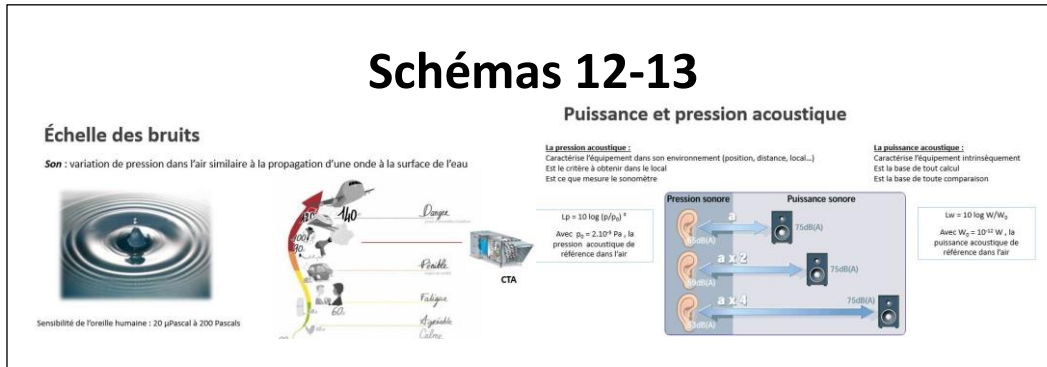 Schémas 12-13
Échelle des bruits
Son : variation de pression dans l'air similaire à la propagation d'une onde à la surface de l'eau
140
Danger
Pénible
Fatigue
60
Agréable
Calme
CTA
Sensibilité de l'oreille humaine : 20 µPascal à 200 Pascals
Puissance et pression acoustique
La pression acoustique :
Caractérise l'équipement dans son environnement (position, distance, local...)
Est le critère à obtenir dans le local
Est ce que mesure le sonomètre
La puissance acoustique :
Caractérise l'équipement intrinsèquement
Est la base de tout calcul
Est la base de toute comparaison
Lp = 10 log (p/p₀)
Avec p₀ = 2.10 Pa , la
pression acoustique de
référence dans l'air
Pression sonore
Puissance sonore
a
75dB(A)
65dB(A)
a x 2
75dB(A)
59dB(A)
a x 4
75dB(A)
53dB(A)
Lw = 10 log W/W₀
Avec W₀ = 10⁻¹² W , la
puissance acoustique de
référence dans l'air